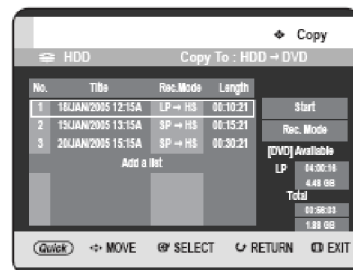 Copy
HDD Copy To : HDD → DVD
No. Title Rec.Mode Length
1 18/JAN/2005 12:15A LP → HS 00:10:21
2 15/JAN/2005 13:15A SP → HS 00:15:21
3 20/JAN/2005 15:15A SP → HS 00:30:21
Add a list
Start
Rec. Mode
[DVD] Available
LP 04:00:16
4.43 GB
Total
00:56:03
1.93 GB
Quick MOVE SELECT RETURN EXIT